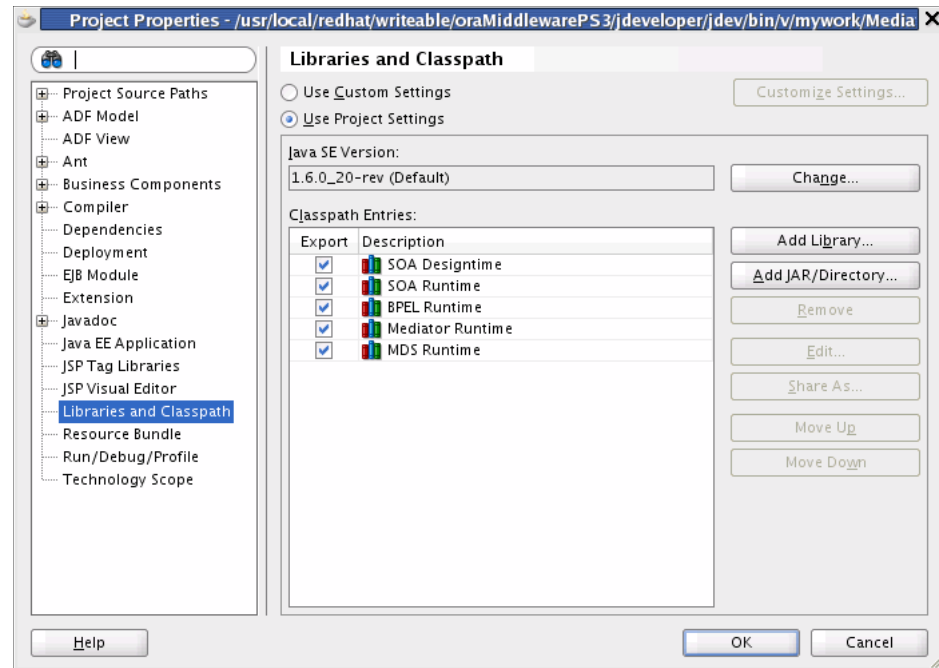 Project Properties - /usr/local/redhat/writeable/oraMiddlewarePS3/jdeveloper/jdev/bin/v/mywork/Media
Project Source Paths
ADF Model
ADF View
Ant
Business Components
Compiler
Dependencies
Deployment
EJB Module
Extension
Javadoc
Java EE Application
JSP Tag Libraries
JSP Visual Editor
Libraries and Classpath
Resource Bundle
Run/Debug/Profile
Technology Scope
Libraries and Classpath
Use Custom Settings
Customize Settings...
Use Project Settings
Java SE Version:
1.6.0_20-rev (Default)
Change...
Classpath Entries:
Export Description
SOA Designtime
SOA Runtime
BPEL Runtime
Mediator Runtime
MDS Runtime
Add Library...
Add JAR/Directory...
Remove
Edit...
Share As...
Move Up
Move Down
Help
OK
Cancel